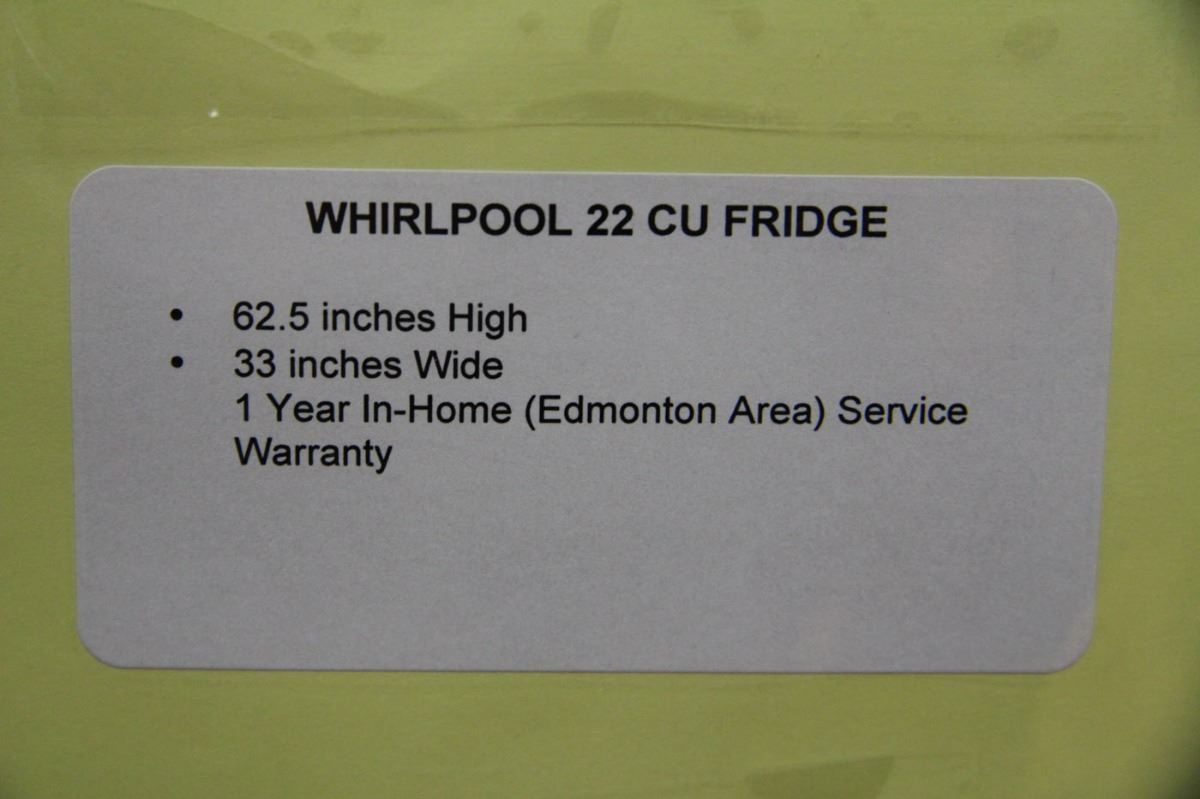 WHIRLPOOL 22 CU FRIDGE
• 62.5 inches High
• 33 inches Wide
1 Year In-Home (Edmonton Area) Service
Warranty